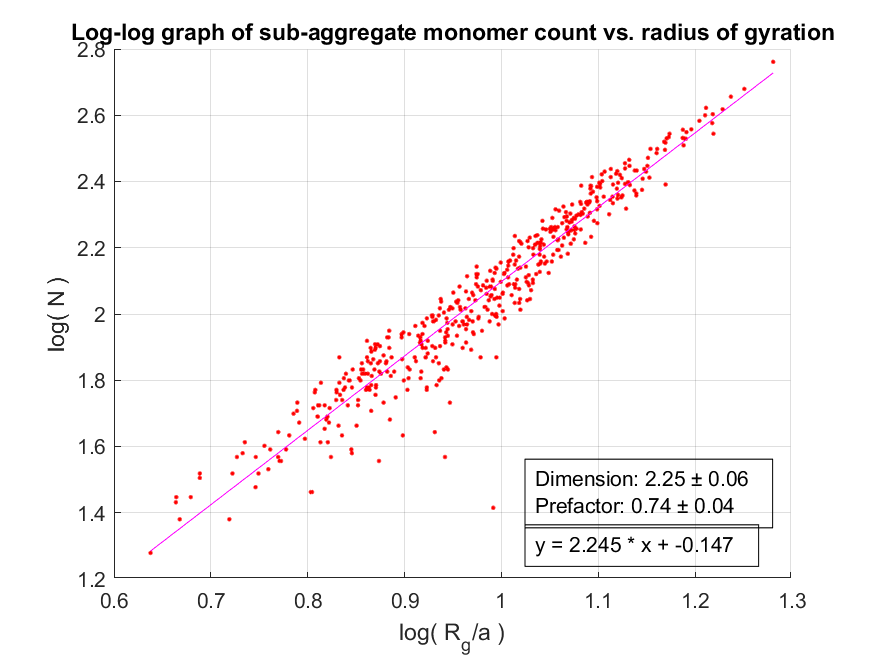 Log-log graph of sub-aggregate monomer count vs. radius of gyration
2.8
2.6
2.4
2.2
2
1.8
1.6
1.4
1.2
log( N )
Dimension: 2.25 ± 0.06
Prefactor: 0.74 ± 0.04
y = 2.245 * x + -0.147
0.6 0.7 0.8 0.9 1 1.1 1.2 1.3
log( Rg/a )